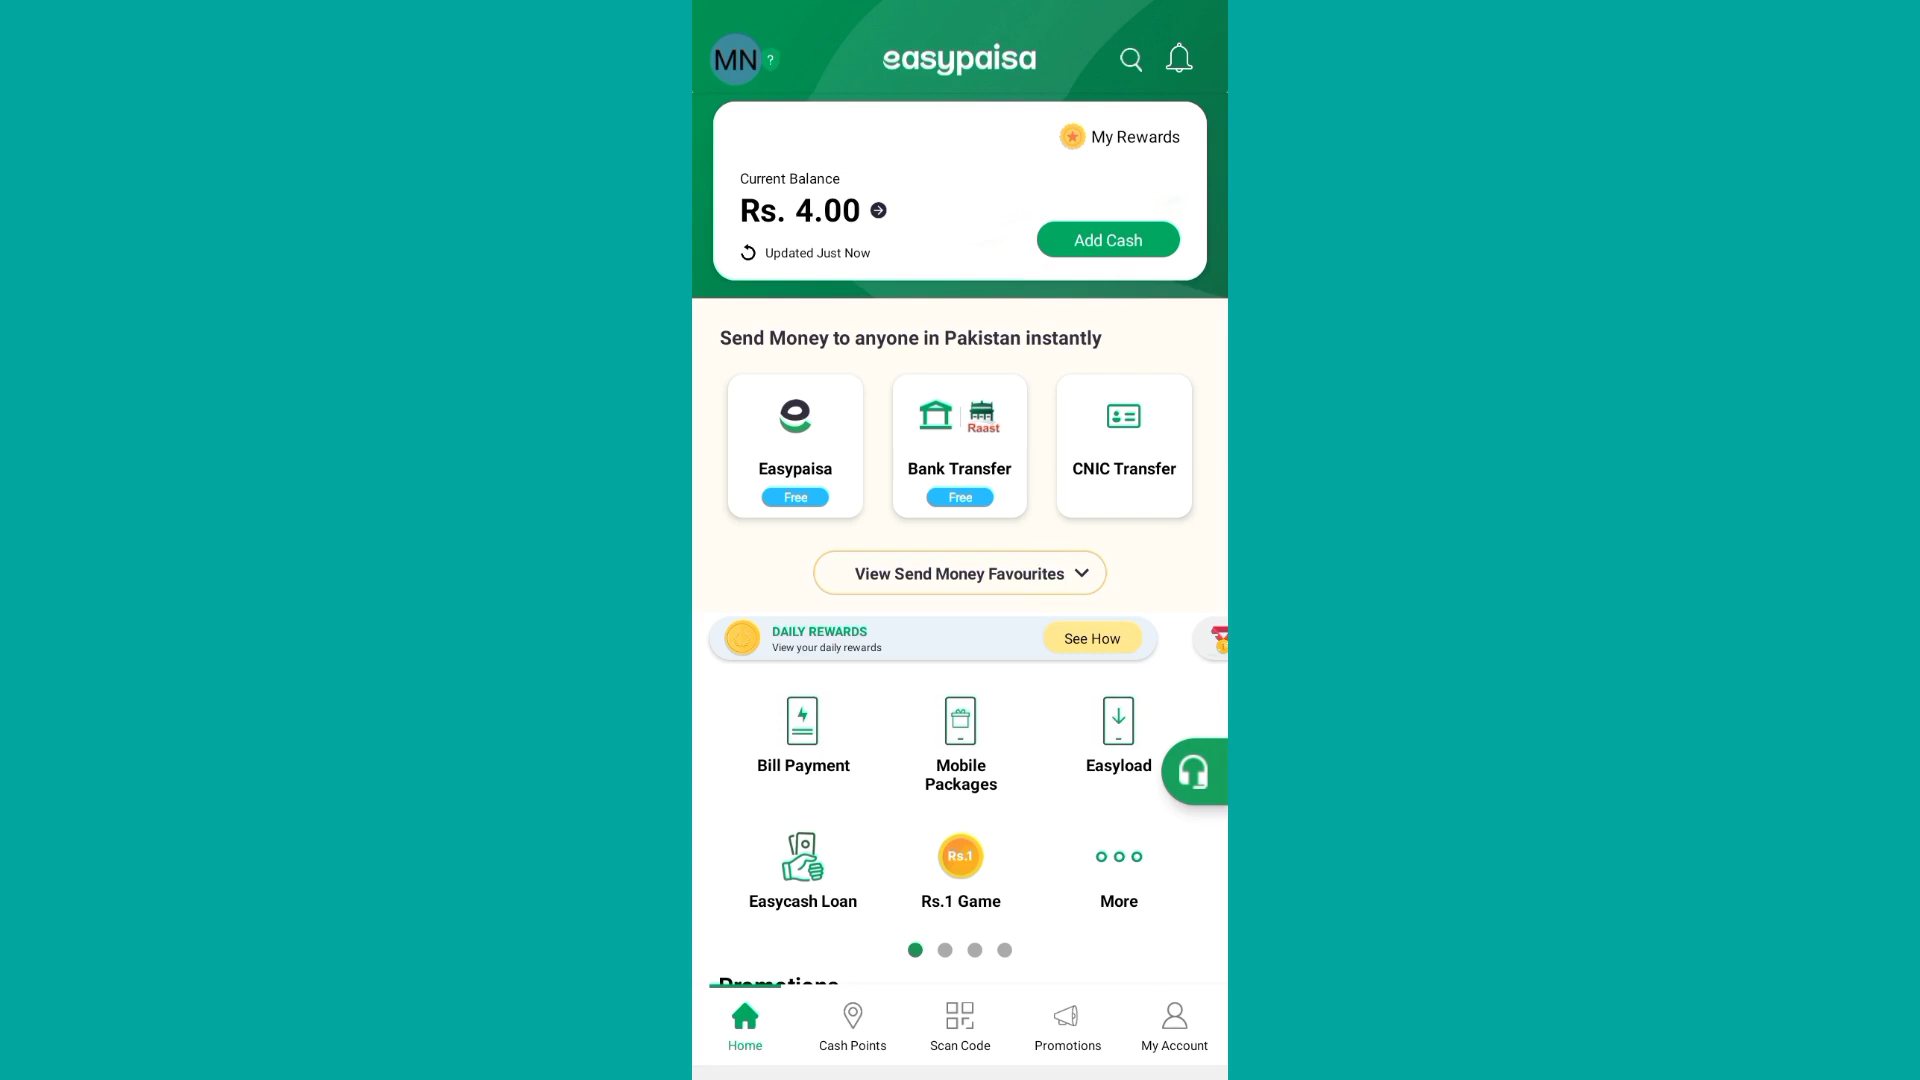 MN ? easypaisa
My Rewards
Current Balance
Rs. 4.00
Updated Just Now
Add Cash
Send Money to anyone in Pakistan instantly
Raast
Easypaisa
Bank Transfer
CNIC Transfer
Free
Free
View Send Money Favourites
DAILY REWARDS
View your daily rewards
See How
Bill Payment
Mobile
Packages
Easyload
Rs.1
Easycash Loan
Rs.1 Game
More
Promotions
Home
Cash Points
Scan Code
Promotions
My Account